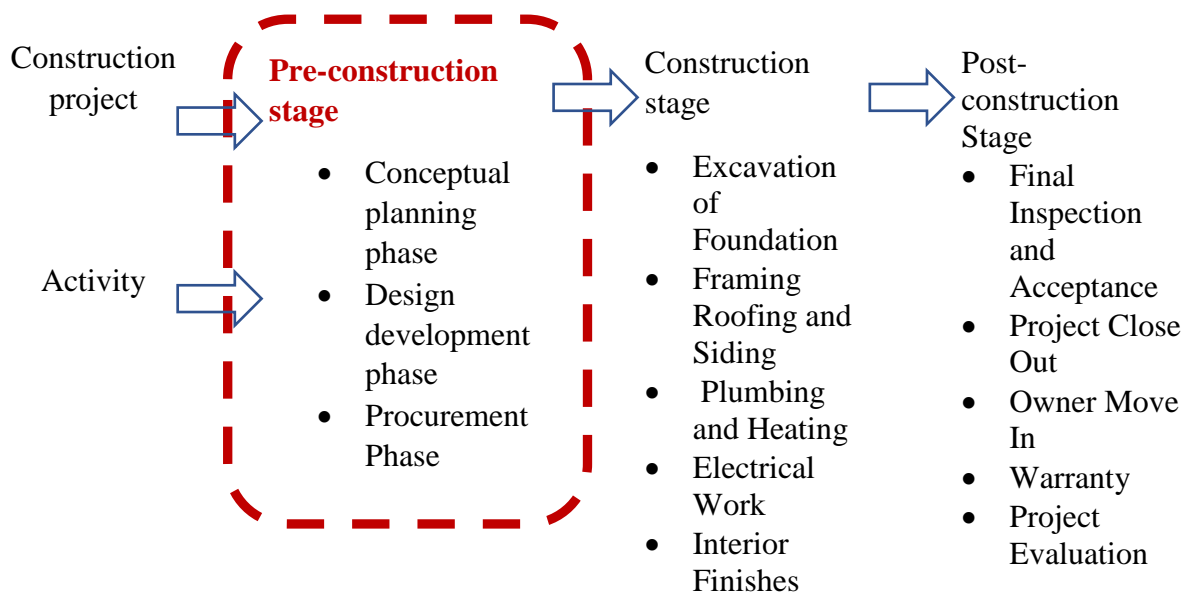 Construction
project
Pre-construction
stage
Construction
stage
Post-
construction
Stage
Activity
• Conceptual
planning
phase
• Design
development
phase
• Procurement
Phase
• Excavation
of
Foundation
• Framing
Roofing and
Siding
• Plumbing
and Heating
• Electrical
Work
• Interior
Finishes
• Final
Inspection
and
Acceptance
• Project Close
Out
• Owner Move
In
• Warranty
• Project
Evaluation